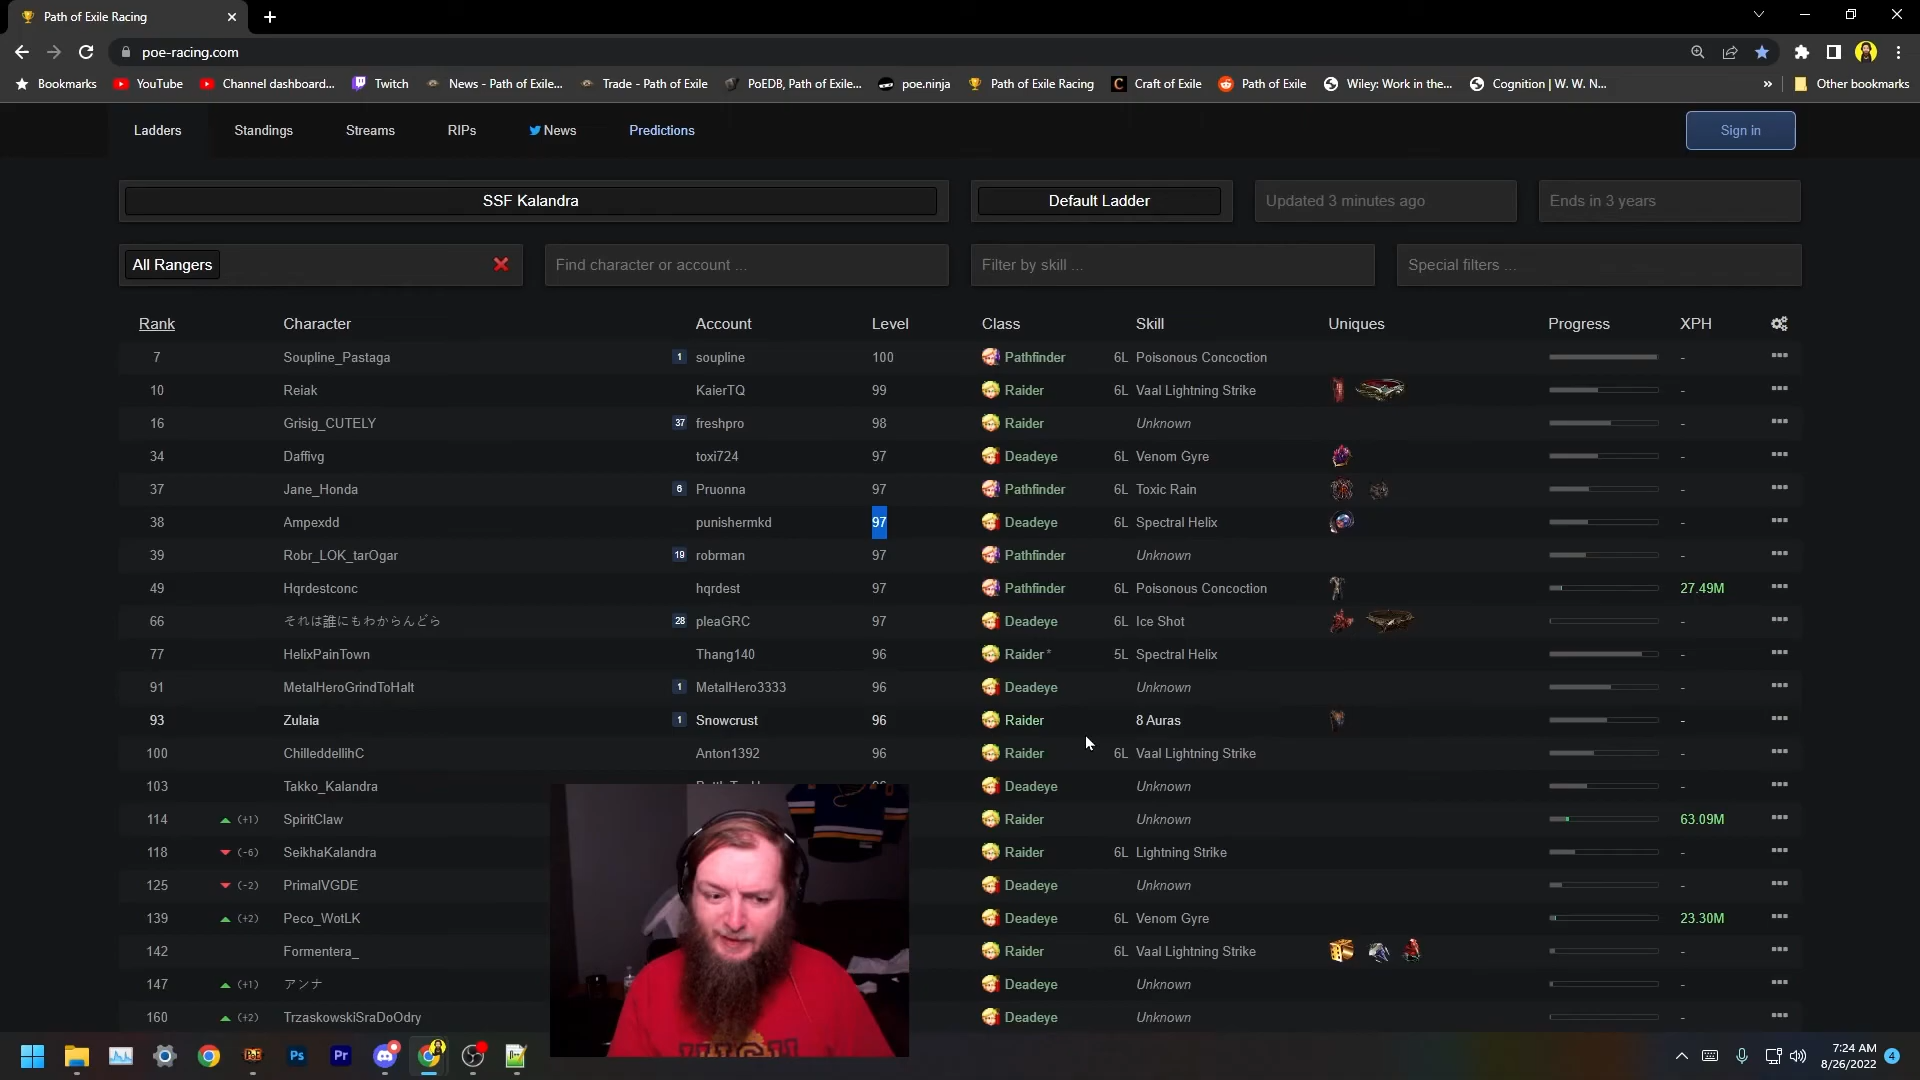 Path of Exile Racing
poe-racing.com
Bookmarks YouTube Channel dashboard... Twitch News - Path of Exile... Trade - Path of Exile PoEDB, Path of Exile... poe.ninja Path of Exile Racing Craft of Exile Path of Exile Wiley: Work in the... Cognition | W. W. N... » Other bookmarks
Ladders Standings Streams RIPs News Predictions Sign in
SSF Kalandra Default Ladder Updated 3 minutes ago Ends in 3 years
All Rangers Find character or account ... Filter by skill ... Special filters ...
Rank Character Account Level Class Skill Uniques Progress XPH
7 Soupline_Pastaga 1 soupline 100 Pathfinder 6L Poisonous Concoction -
10 Reiak KaierTQ 99 Raider 6L Vaal Lightning Strike -
16 Grisig_CUTELY 37 freshpro 98 Raider Unknown -
34 Daffivg toxi724 97 Deadeye 6L Venom Gyre -
37 Jane_Honda 6 Pruonna 97 Pathfinder 6L Toxic Rain -
38 Ampexdd punishermkd 97 Deadeye 6L Spectral Helix -
39 Robr_LOK_tarOgar 19 robrman 97 Pathfinder Unknown -
49 Hqrdestconc hqrdest 97 Pathfinder 6L Poisonous Concoction 27.49M
66 それは誰にもわからんどら 28 pleaGRC 97 Deadeye 6L Ice Shot -
77 HelixPainTown Thang140 96 Raider* 5L Spectral Helix -
91 MetalHeroGrindToHalt 1 MetalHero3333 96 Deadeye Unknown -
93 Zulaia 1 Snowcrust 96 Raider 8 Auras -
100 ChilleddellihC Anton1392 96 Raider 6L Vaal Lightning Strike -
103 Takko_Kalandra Deadeye Unknown -
114 (+1) SpiritClaw Raider Unknown 63.09M
118 (-6) SeikhaKalandra Raider 6L Lightning Strike -
125 (-2) PrimalVGDE Deadeye Unknown -
139 (+2) Peco_WotLK Deadeye 6L Venom Gyre 23.30M
142 Formentera_ Raider 6L Vaal Lightning Strike -
147 (+1) アンナ Deadeye Unknown -
160 (+2) TrzaskowskiSraDoOdry Deadeye Unknown -
PoE Ps Pr
7:24 AM
8/26/2022 4